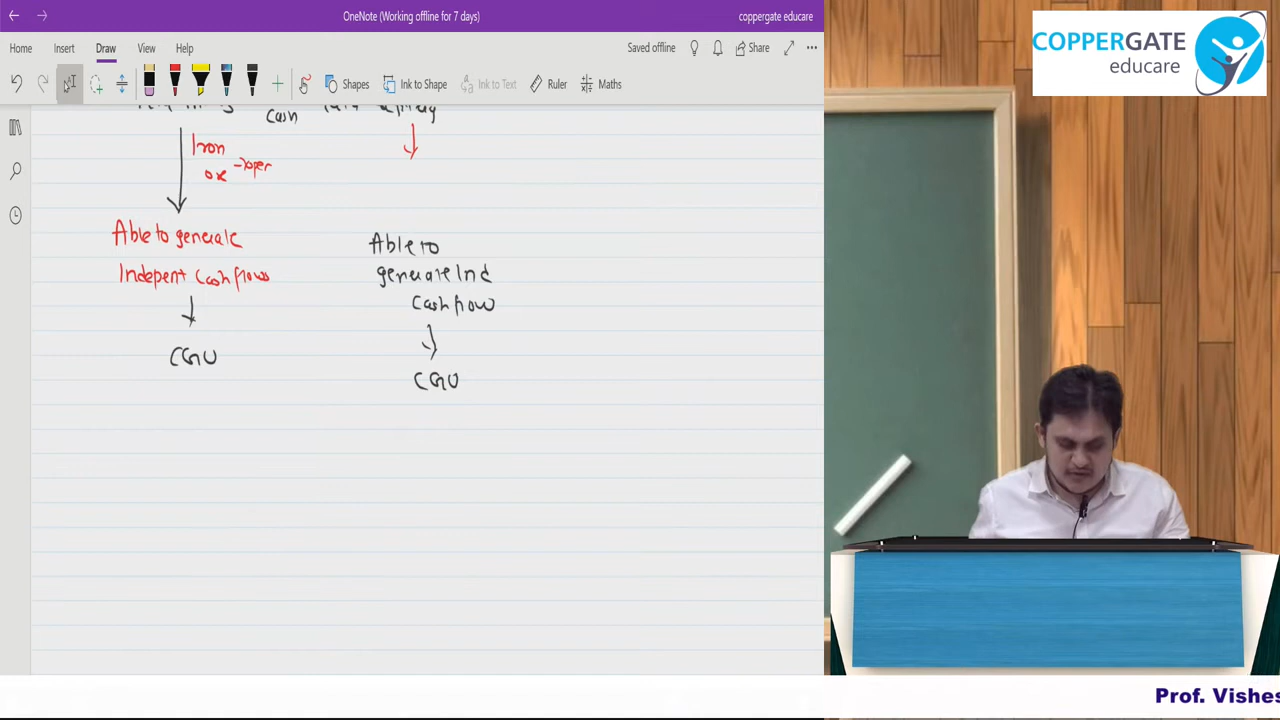 OneNote (Working offline for 7 days)
coppergate educare
Home Insert Draw View Help
Saved offline Share
Shapes Ink to Shape Ink to Text Ruler Maths
Cash
Iron
ore → oper
Able to generate
Indepent Cash flows
CGU
Able to
generate Ind
Cash flow
CGU
COPPERGATE
educare
Prof. Vishes